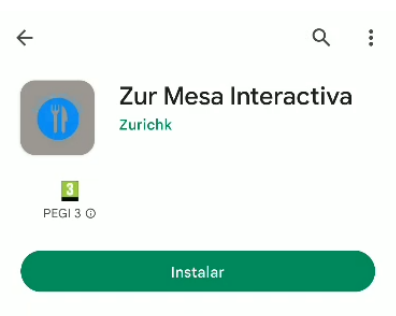 Zur Mesa Interactiva
Zurichk
3
PEGI 3
Instalar